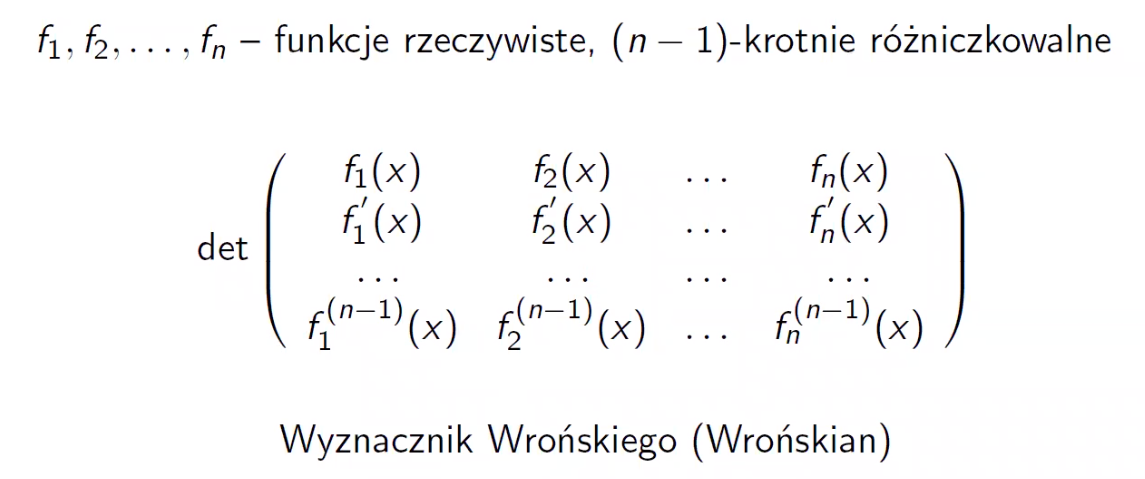 f₁, f₂, . . . , fₙ – funkcje rzeczywiste, (n − 1)-krotnie różniczkowalne
f₁(x) f₂(x) . . . fₙ(x)
f₁′(x) f₂′(x) . . . fₙ′(x)
det
. . . . . . . . . . . .
f₁⁽ⁿ⁻¹⁾(x) f₂⁽ⁿ⁻¹⁾(x) . . . fₙ⁽ⁿ⁻¹⁾(x)
Wyznacznik Wrońskiego (Wrońskian)